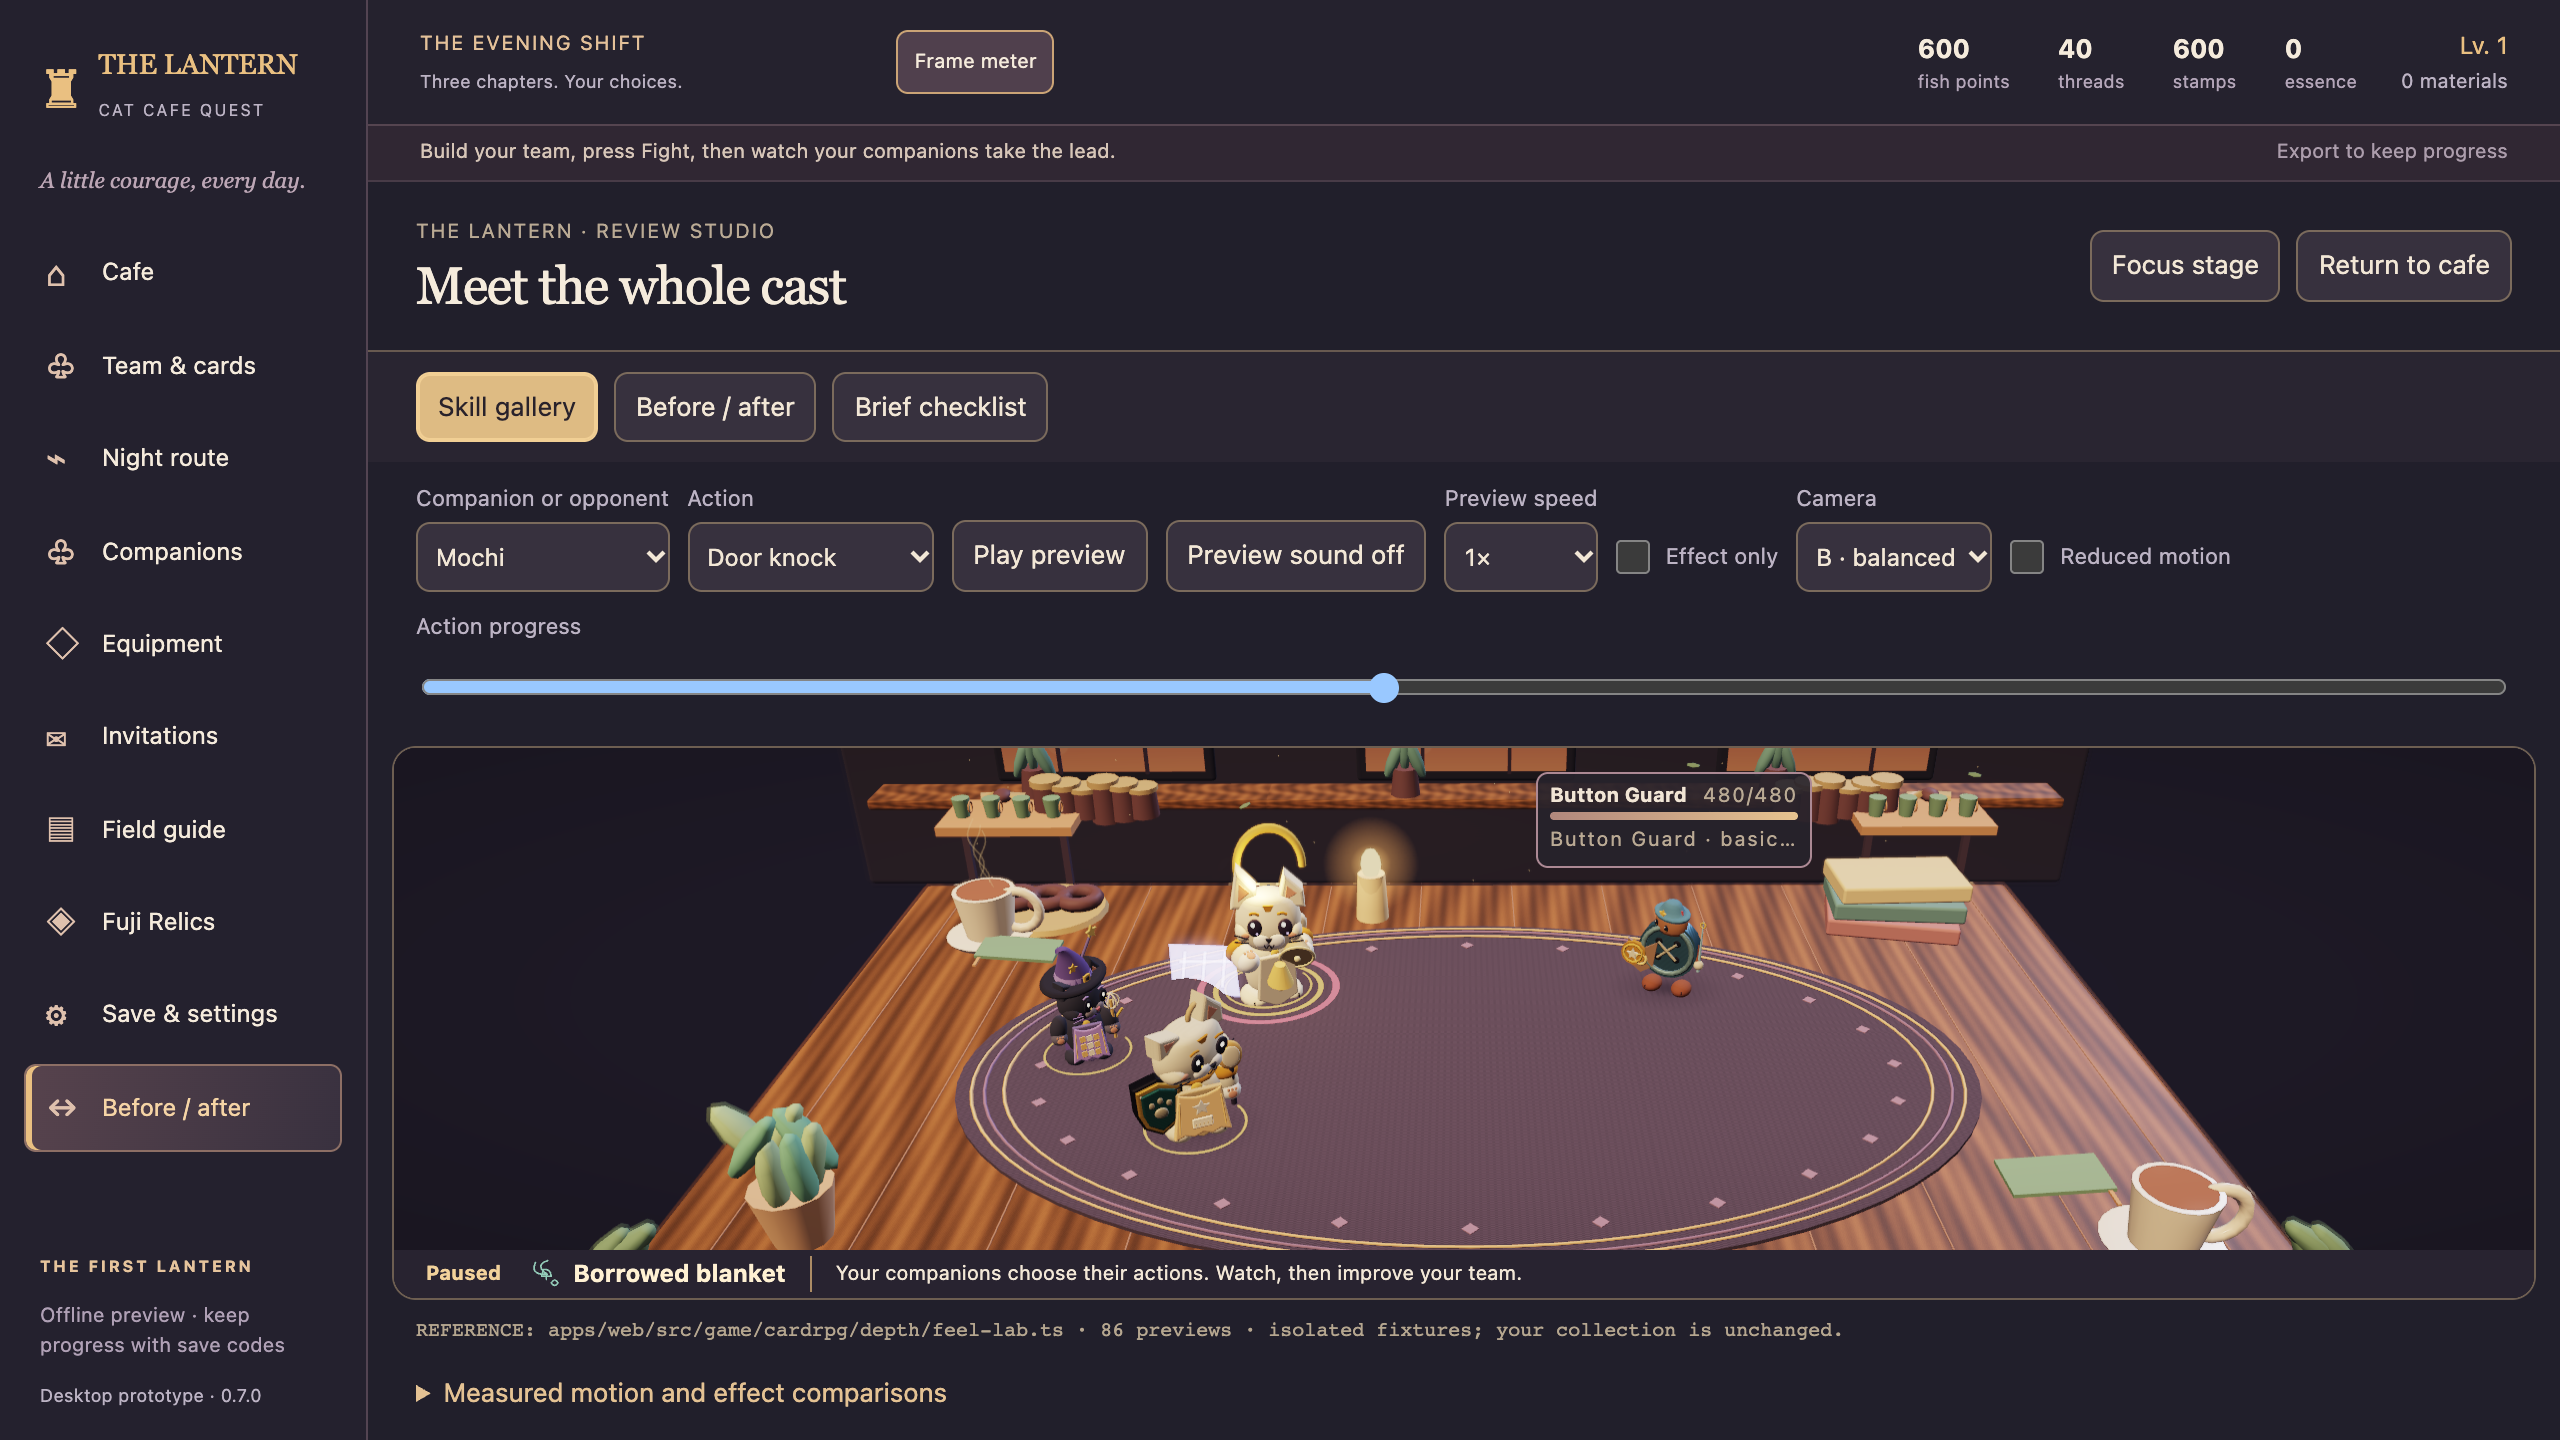 THE LANTERN
CAT CAFE QUEST
A little courage, every day.
Cafe
Team & cards
Night route
Companions
Equipment
Invitations
Field guide
Fuji Relics
Save & settings
Before / after
THE FIRST LANTERN
Offline preview · keep
progress with save codes
Desktop prototype · 0.7.0
THE EVENING SHIFT
Three chapters. Your choices.
Frame meter
600
fish points
40
threads
600
stamps
0
essence
Lv. 1
0 materials
Build your team, press Fight, then watch your companions take the lead.
Export to keep progress
THE LANTERN · REVIEW STUDIO
Meet the whole cast
Focus stage
Return to cafe
Skill gallery
Before / after
Brief checklist
Companion or opponent
Mochi
Action
Door knock
Play preview
Preview sound off
Preview speed
1×
Effect only
Camera
B · balanced
Reduced motion
Action progress
Button Guard 480/480
Button Guard · basic…
Paused
Borrowed blanket
Your companions choose their actions. Watch, then improve your team.
REFERENCE: apps/web/src/game/cardrpg/depth/feel-lab.ts · 86 previews · isolated fixtures; your collection is unchanged.
Measured motion and effect comparisons